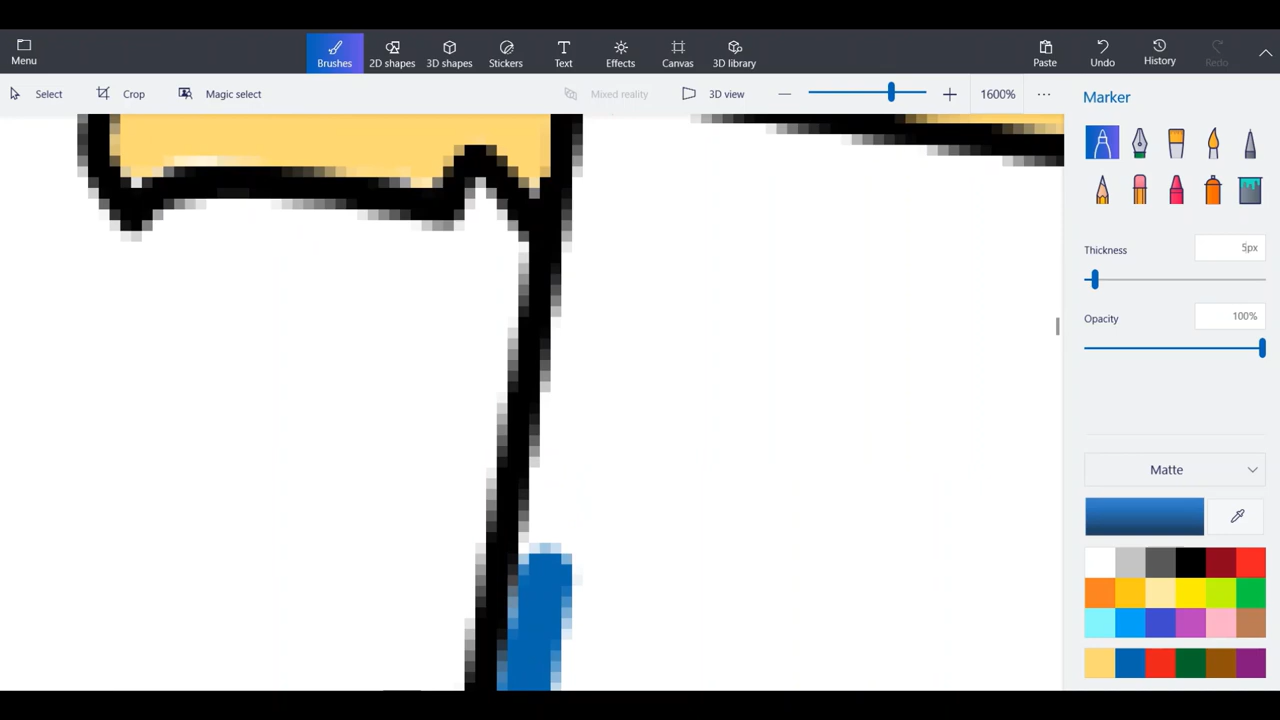 Menu
Brushes
2D shapes
3D shapes
Stickers
Text
Effects
Canvas
3D library
Paste
Undo
History
Redo
Select
Crop
Magic select
Mixed reality
3D view
1600%
Marker
Thickness
5px
Opacity
100%
Matte